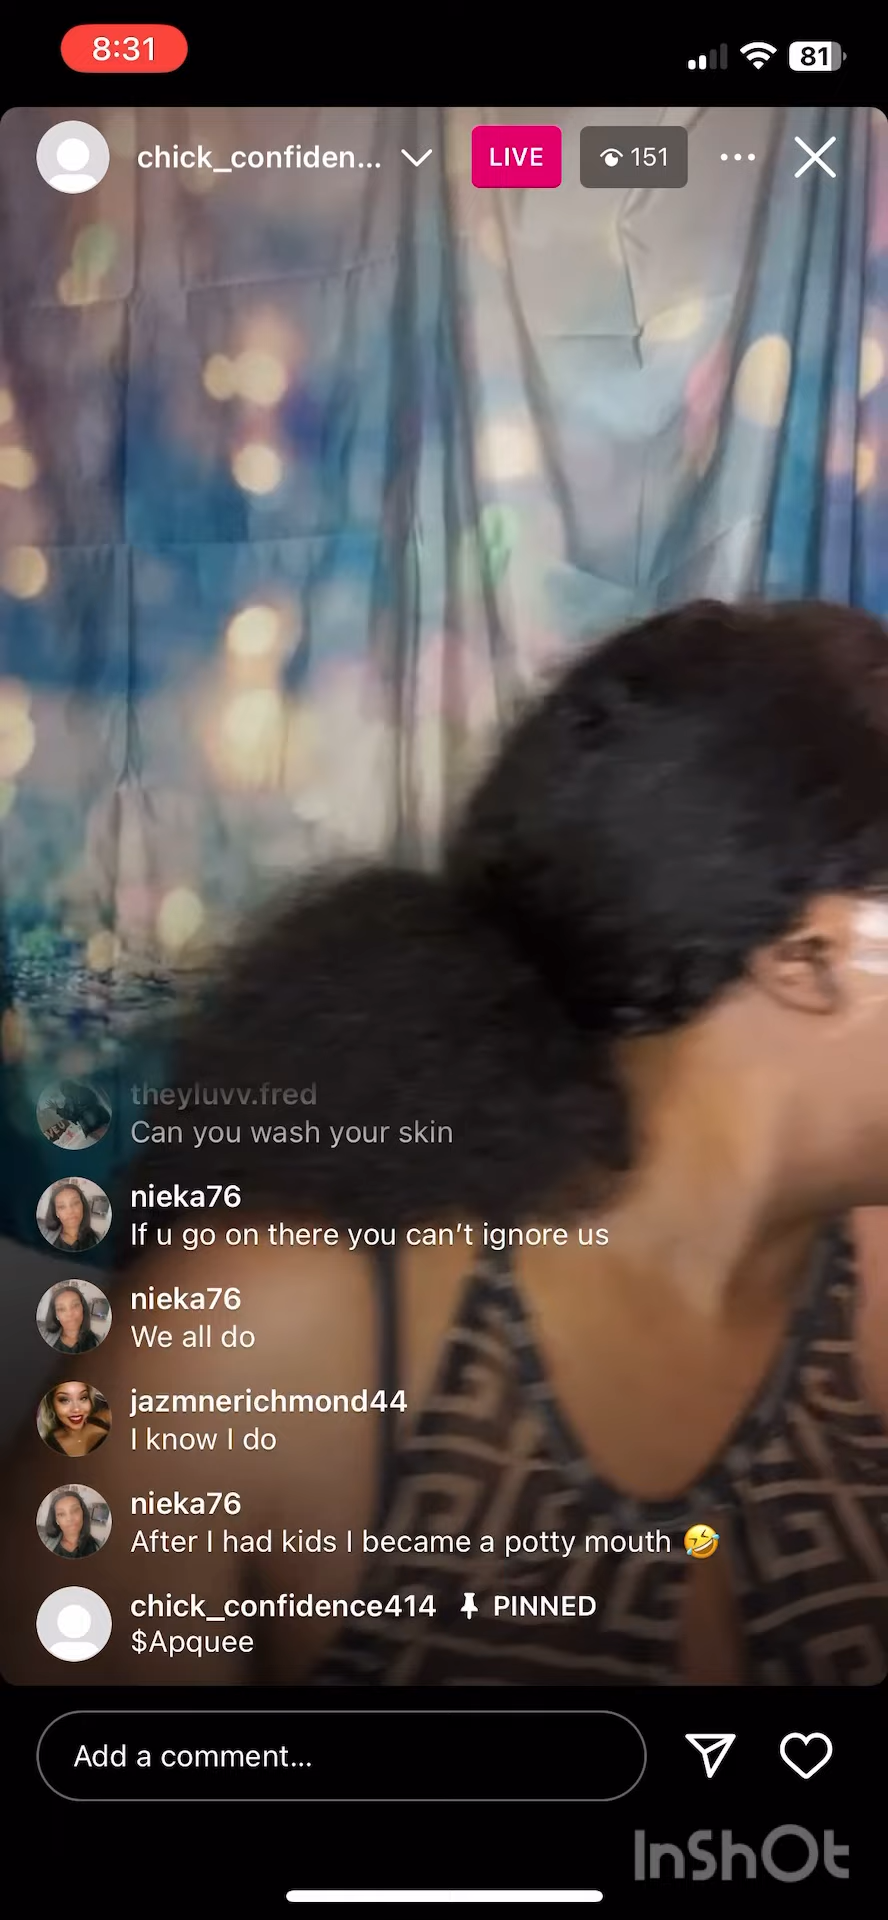 8:31
81
chick_confiden...
LIVE
151
theyluvv.fred
Can you wash your skin
nieka76
If u go on there you can’t ignore us
nieka76
We all do
jazmnerichmond44
I know I do
nieka76
After I had kids I became a potty mouth 🤣
chick_confidence414 PINNED
$Apquee
Add a comment...
InShOt